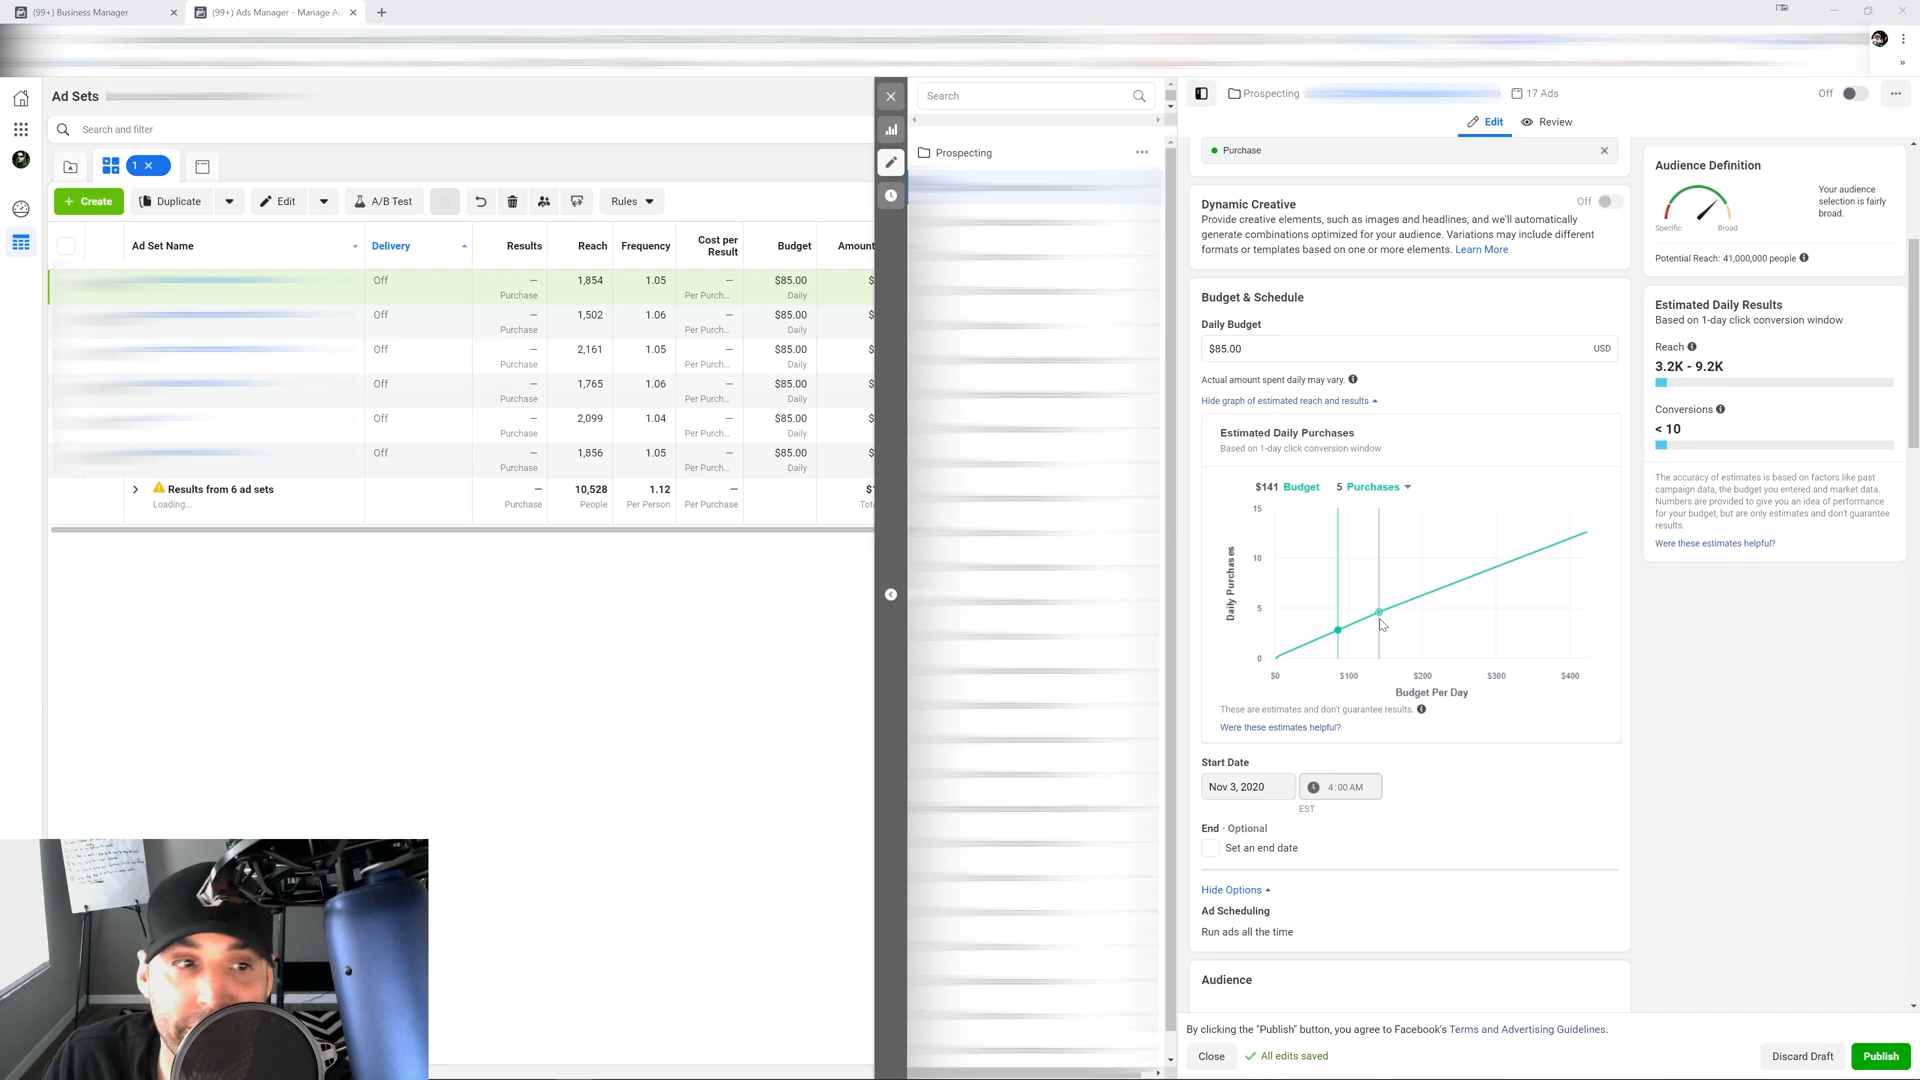 (99+) Business Manager
(99+) Ads Manager - Manage Ad
Ad Sets
Search and filter
1
Create
Duplicate
Edit
A/B Test
Rules
Ad Set Name
Delivery
Results
Reach
Frequency
Cost per
Result
Budget
Amount
Off — 1,854 1.05 — $85.00 $
Purchase Per Purch... Daily
Off — 1,502 1.06 — $85.00 $
Purchase Per Purch... Daily
Off — 2,161 1.05 — $85.00 $
Purchase Per Purch... Daily
Off — 1,765 1.06 — $85.00 $
Purchase Per Purch... Daily
Off — 2,099 1.04 — $85.00 $
Purchase Per Purch... Daily
Off — 1,856 1.05 — $85.00 $
Purchase Per Purch... Daily
Results from 6 ad sets — 10,528 1.12 —
Loading... Purchase People Per Person Per Purchase
Search
Prospecting
Prospecting
17 Ads
Off
Edit
Review
Purchase
Dynamic Creative
Off
Provide creative elements, such as images and headlines, and we'll automatically
generate combinations optimized for your audience. Variations may include different
formats or templates based on one or more elements. Learn More
Budget & Schedule
Daily Budget
$85.00
USD
Actual amount spent daily may vary.
Hide graph of estimated reach and results
Estimated Daily Purchases
Based on 1-day click conversion window
$141 Budget 5 Purchases
15
10
5
0
Daily Purchases
$0 $100 $200 $300 $400
Budget Per Day
These are estimates and don't guarantee results.
Were these estimates helpful?
Start Date
Nov 3, 2020
4:00 AM
EST
End · Optional
Set an end date
Hide Options
Ad Scheduling
Run ads all the time
Audience
Audience Definition
Specific
Broad
Your audience
selection is fairly
broad.
Potential Reach: 41,000,000 people
Estimated Daily Results
Based on 1-day click conversion window
Reach
3.2K - 9.2K
Conversions
< 10
The accuracy of estimates is based on factors like past
campaign data, the budget you entered and market data.
Numbers are provided to give you an idea of performance
for your budget, but are only estimates and don't guarantee
results.
Were these estimates helpful?
By clicking the "Publish" button, you agree to Facebook's Terms and Advertising Guidelines.
Close
All edits saved
Discard Draft
Publish